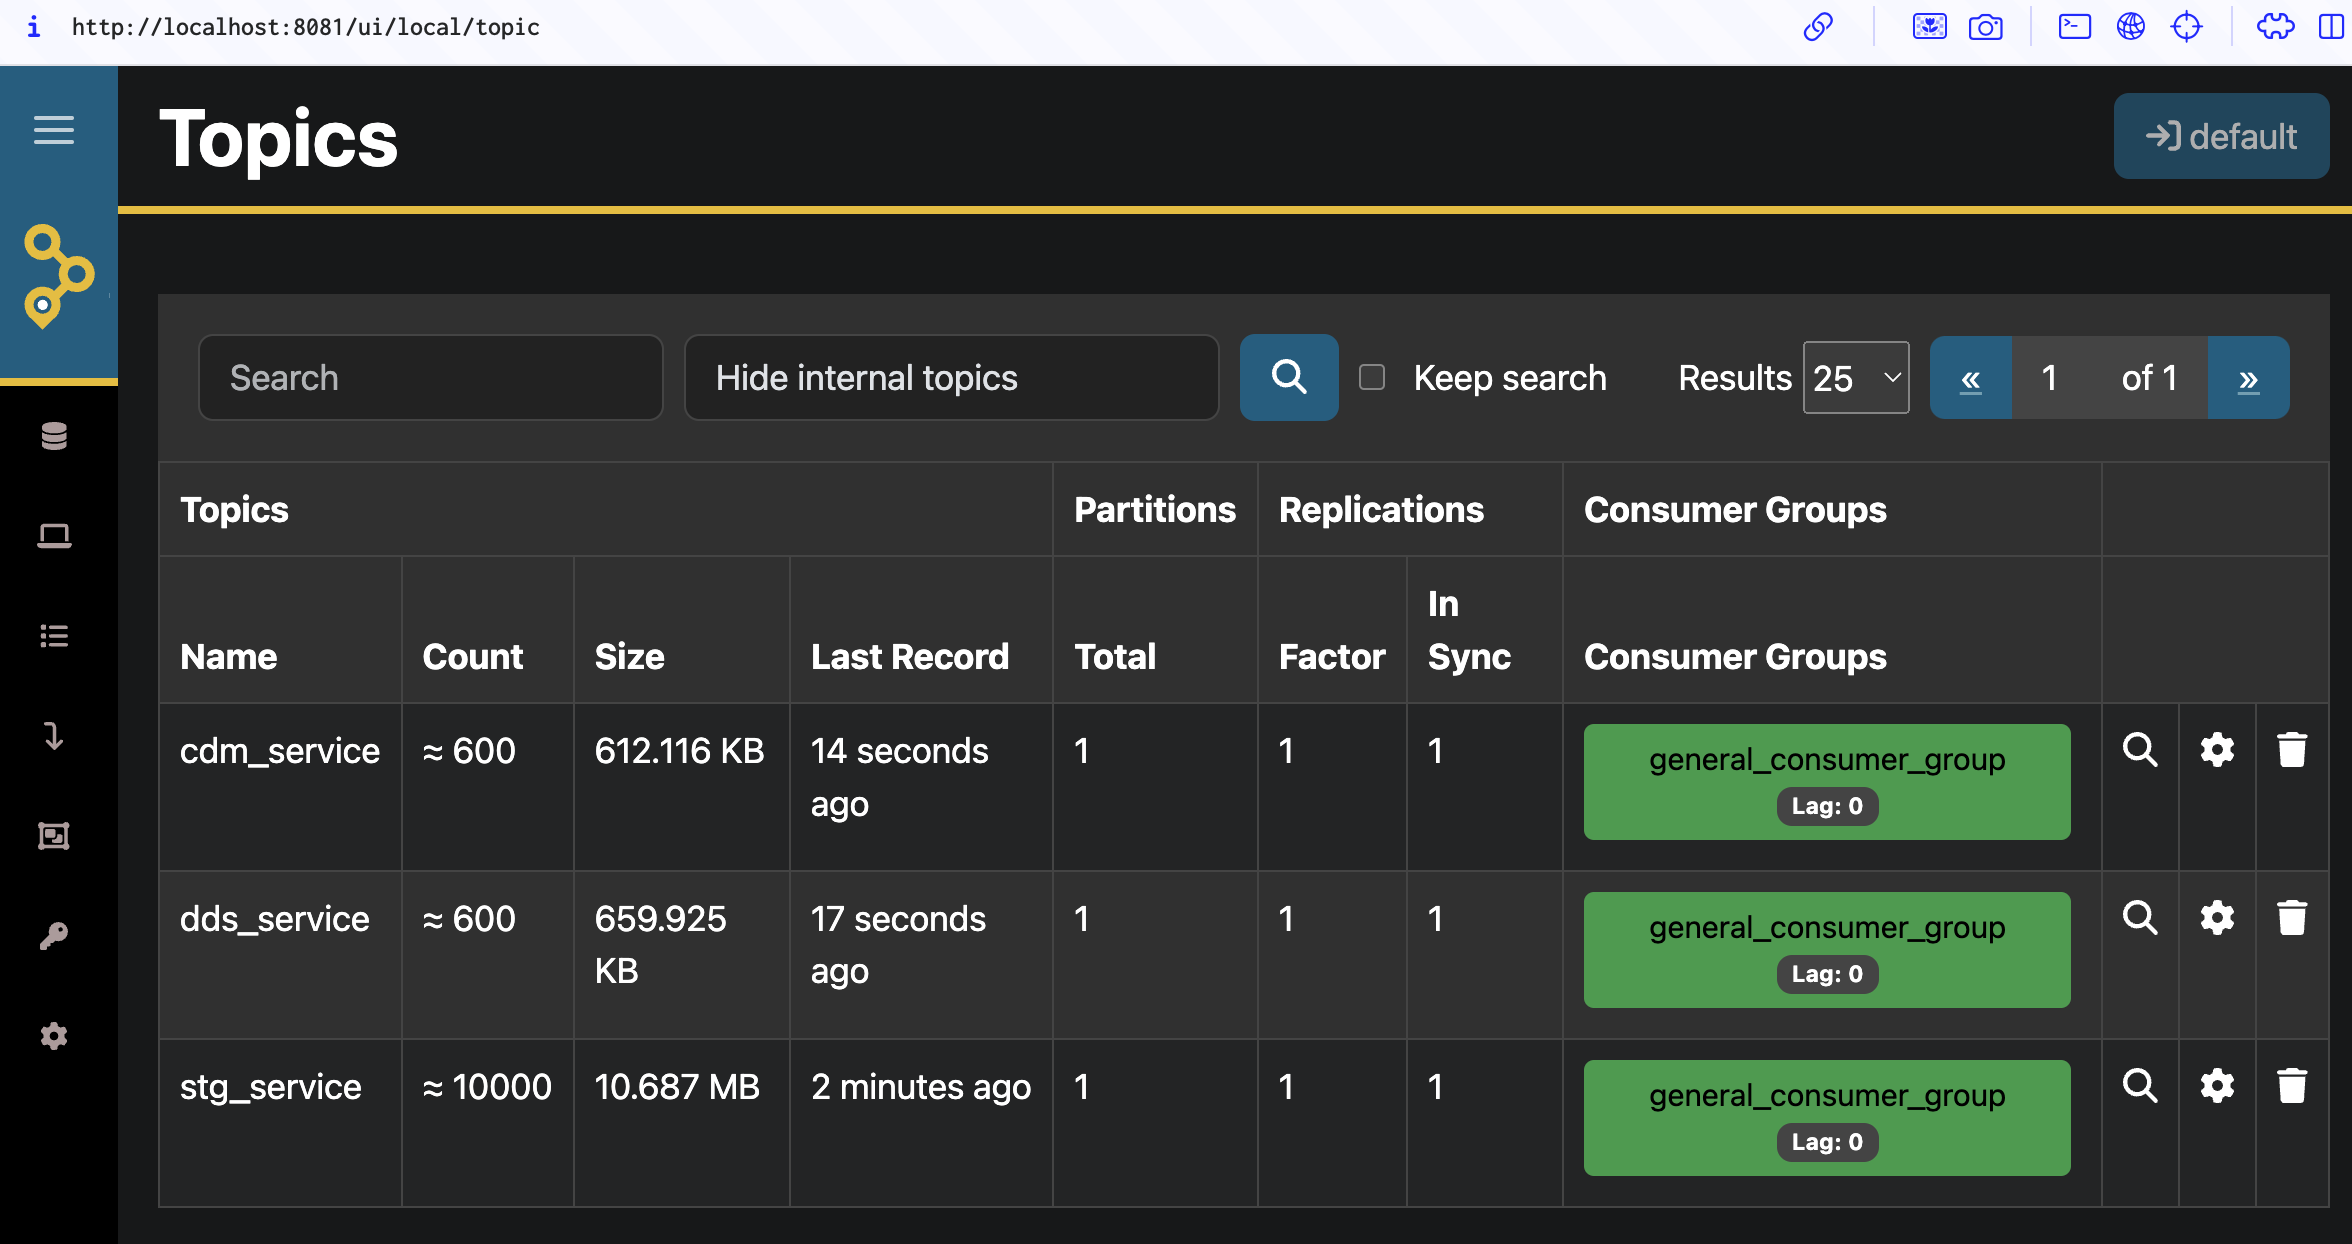 http://localhost:8081/ui/local/topic
Topics
default
Search
Hide internal topics
Keep search
Results 25
« 1 of 1 »
Topics Partitions Replications Consumer Groups
Name Count Size Last Record Total Factor In Sync Consumer Groups
cdm_service ≈ 600 612.116 KB 14 seconds ago 1 1 1 general_consumer_group
Lag: 0
dds_service ≈ 600 659.925 KB 17 seconds ago 1 1 1 general_consumer_group
Lag: 0
stg_service ≈ 10000 10.687 MB 2 minutes ago 1 1 1 general_consumer_group
Lag: 0